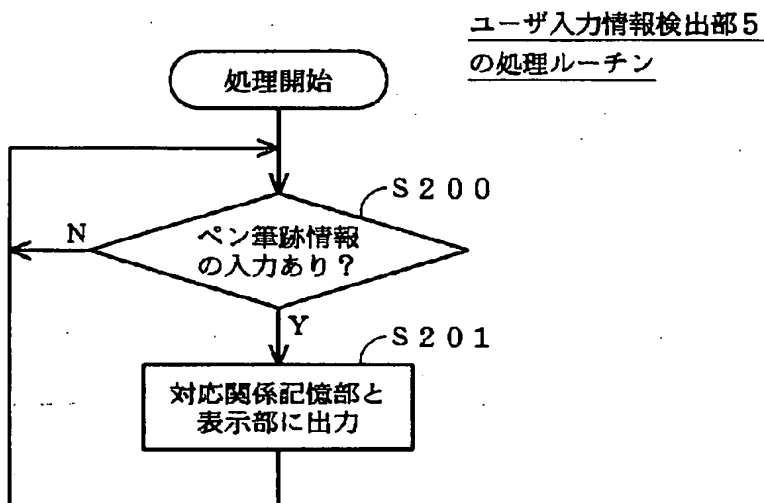 ユーザ入力情報検出部5
の処理ルーチン
処理開始
S200
N
ペン筆跡情報
の入力あり?
Y
S201
対応関係記憶部と
表示部に出力